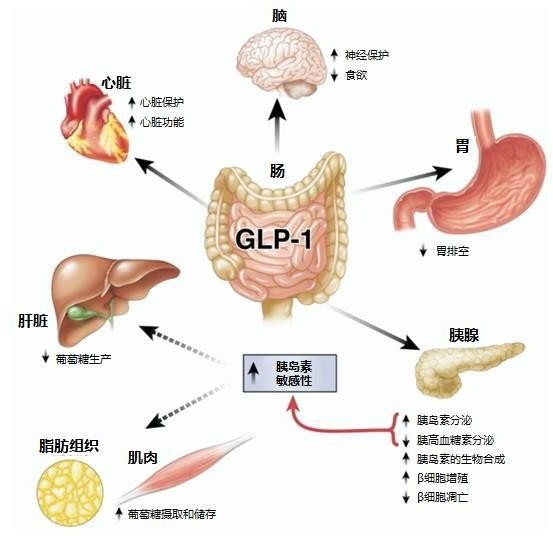 脑
↑ 神经保护
↓ 食欲
心脏
↑ 心脏保护
↑ 心脏功能
肠
胃
GLP-1
↓ 胃排空
肝脏
↓ 葡萄糖生产
胰岛素
↑ 敏感性
胰腺
↑ 胰岛素分泌
↓ 胰高血糖素分泌
↑ 胰岛素的生物合成
↑ β细胞增殖
↓ β细胞凋亡
脂肪组织
肌肉
↑ 葡萄糖摄取和储存